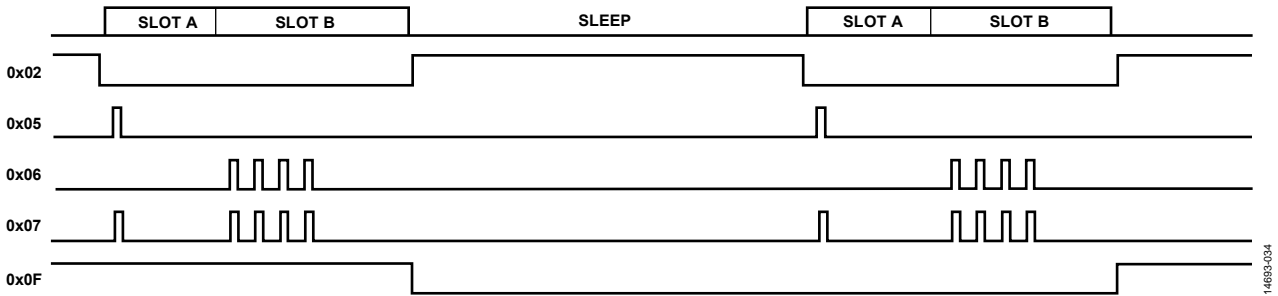 SLOT A SLOT B SLEEP SLOT A SLOT B
0x02
0x05
0x06
0x07
0x0F
14693-034